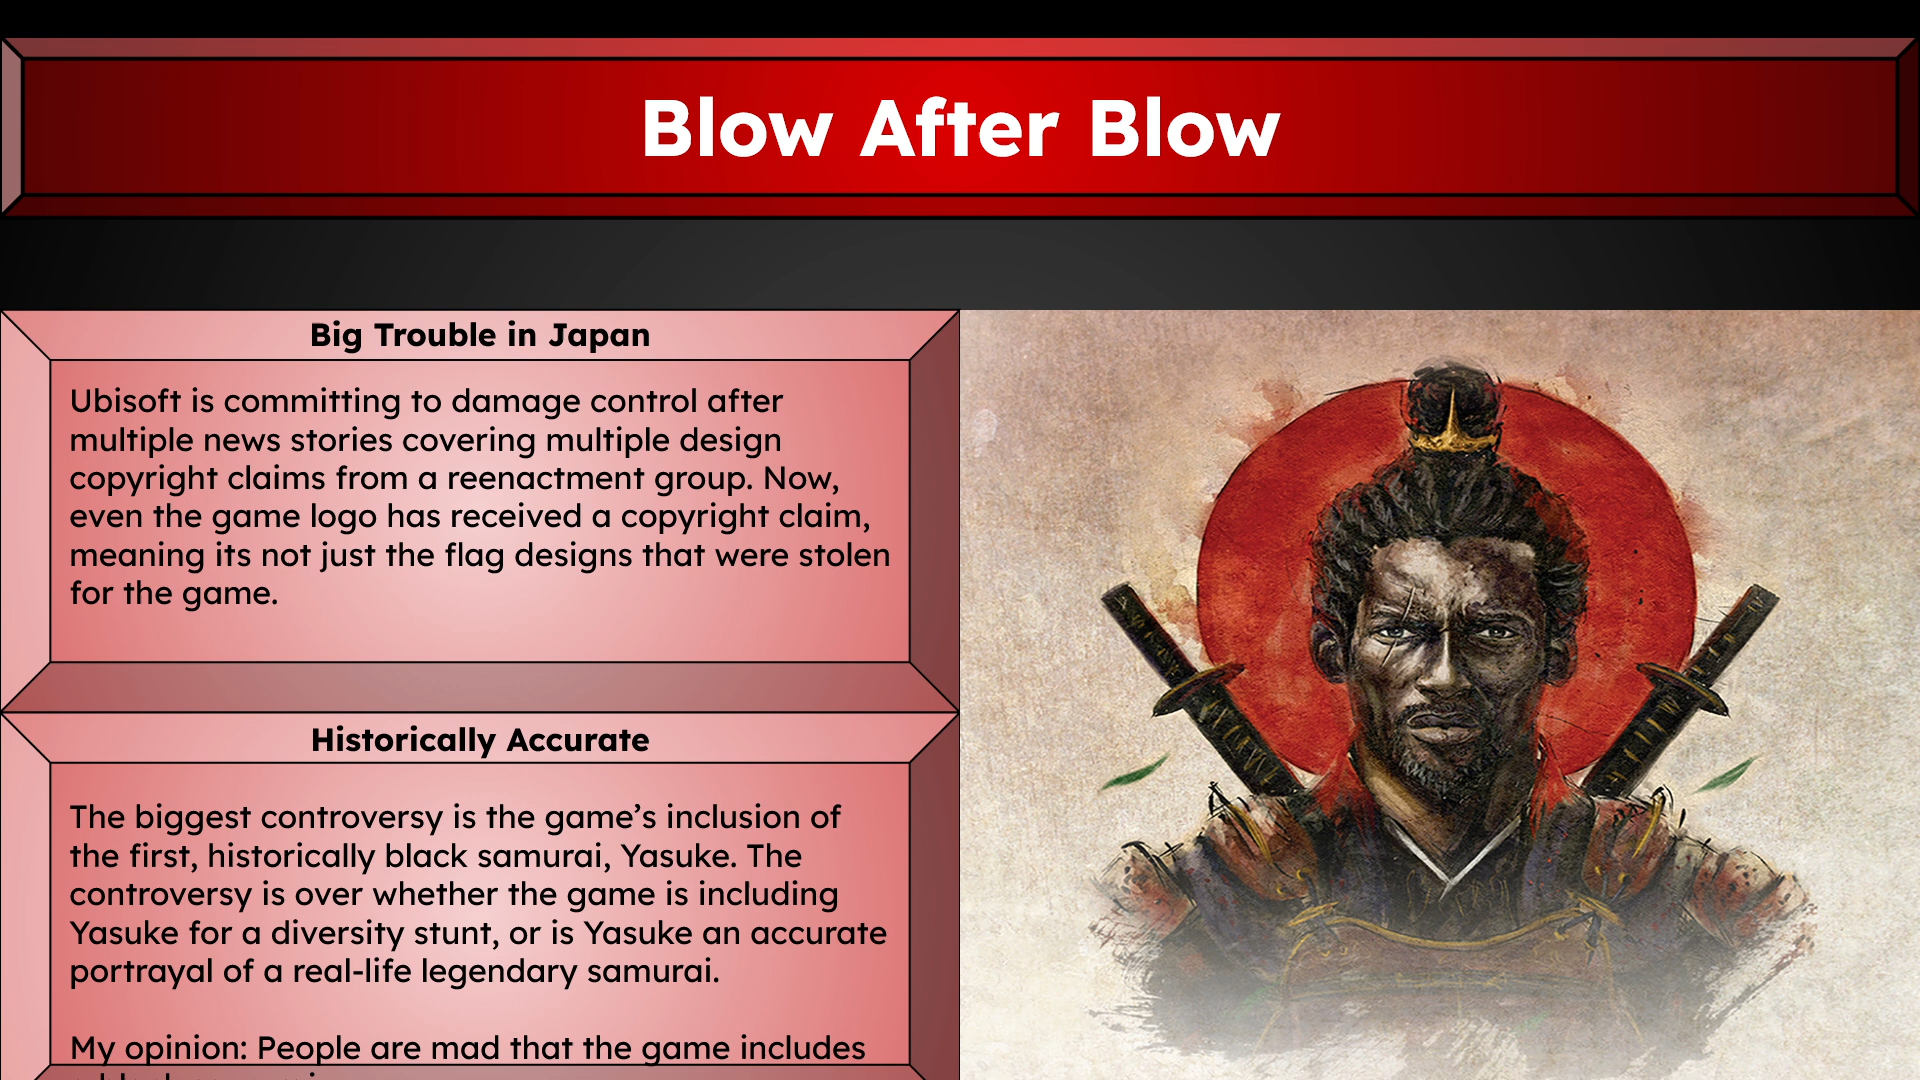 Blow After Blow
Big Trouble in Japan
Ubisoft is committing to damage control after
multiple news stories covering multiple design
copyright claims from a reenactment group. Now,
even the game logo has received a copyright claim,
meaning its not just the flag designs that were stolen
for the game.
Historically Accurate
The biggest controversy is the game’s inclusion of
the first, historically black samurai, Yasuke. The
controversy is over whether the game is including
Yasuke for a diversity stunt, or is Yasuke an accurate
portrayal of a real-life legendary samurai.
My opinion: People are mad that the game includes